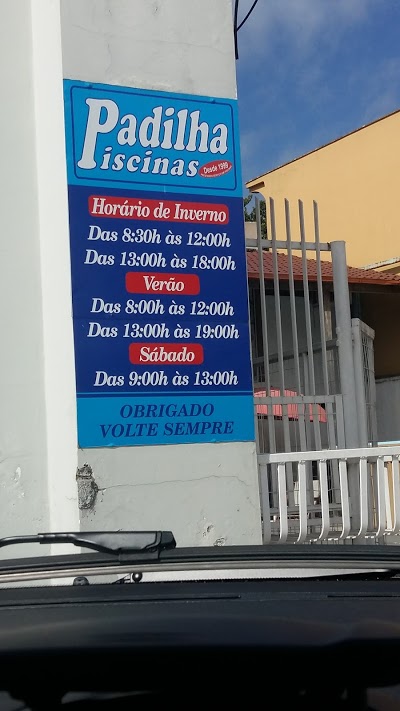 Padilha
Piscinas
Desde 1989
Horário de Inverno
Das 8:30h às 12:00h
Das 13:00h às 18:00h
Verão
Das 8:00h às 12:00h
Das 13:00h às 19:00h
Sábado
Das 9:00h às 13:00h
OBRIGADO
VOLTE SEMPRE